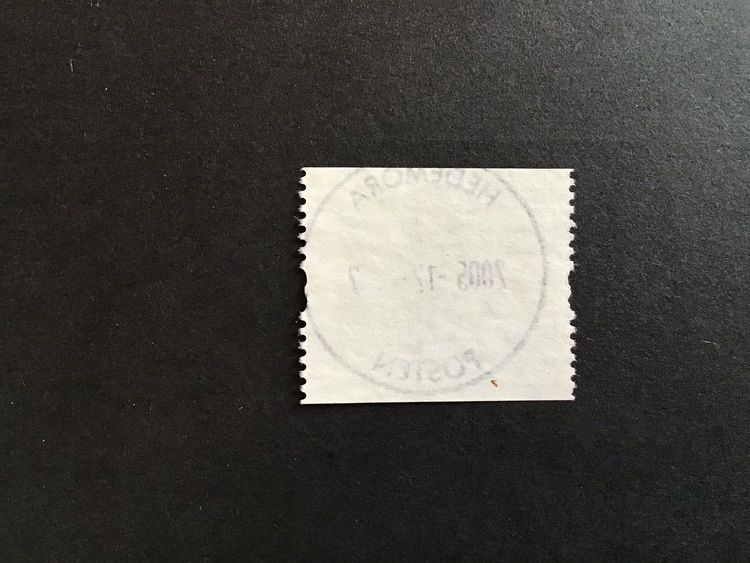 HEDEMORA
2005-12-
POSTEN